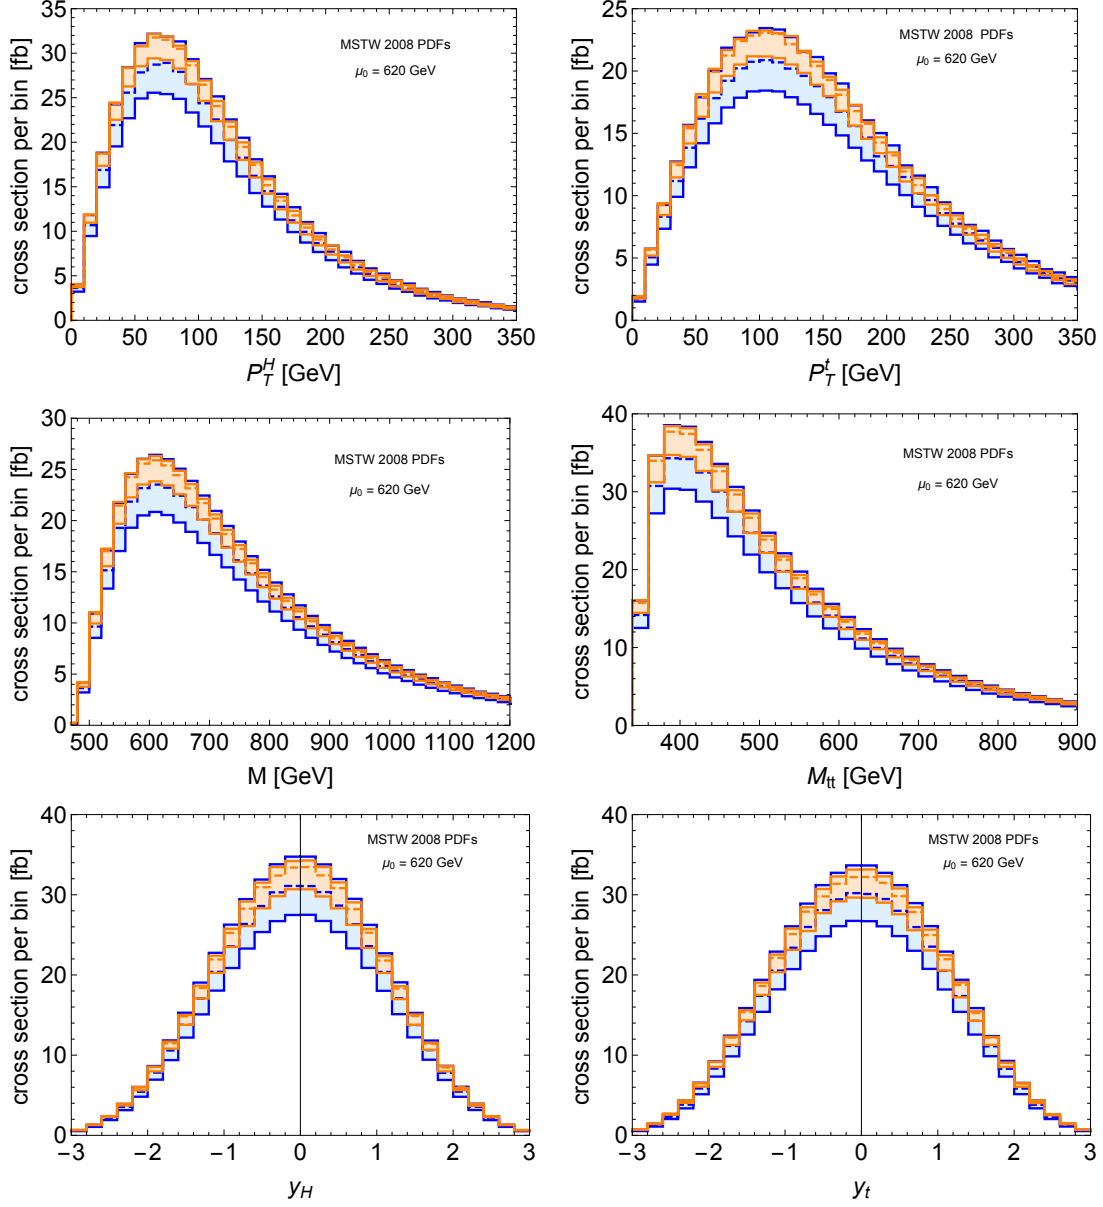 35
30
25
20
15
10
5
0
cross section per bin [fb]
MSTW 2008 PDFs
μ0 = 620 GeV
0 50 100 150 200 250 300 350
P_T^H [GeV]
25
20
15
10
5
0
cross section per bin [fb]
MSTW 2008 PDFs
μ0 = 620 GeV
0 50 100 150 200 250 300 350
P_T^t [GeV]
30
25
20
15
10
5
0
cross section per bin [fb]
MSTW 2008 PDFs
μ0 = 620 GeV
500 600 700 800 900 1000 1100 1200
M [GeV]
40
30
20
10
0
cross section per bin [fb]
MSTW 2008 PDFs
μ0 = 620 GeV
400 500 600 700 800 900
M_tt [GeV]
40
30
20
10
0
cross section per bin [fb]
MSTW 2008 PDFs
μ0 = 620 GeV
−3 −2 −1 0 1 2 3
y_H
40
30
20
10
0
cross section per bin [fb]
MSTW 2008 PDFs
μ0 = 620 GeV
−3 −2 −1 0 1 2 3
y_t